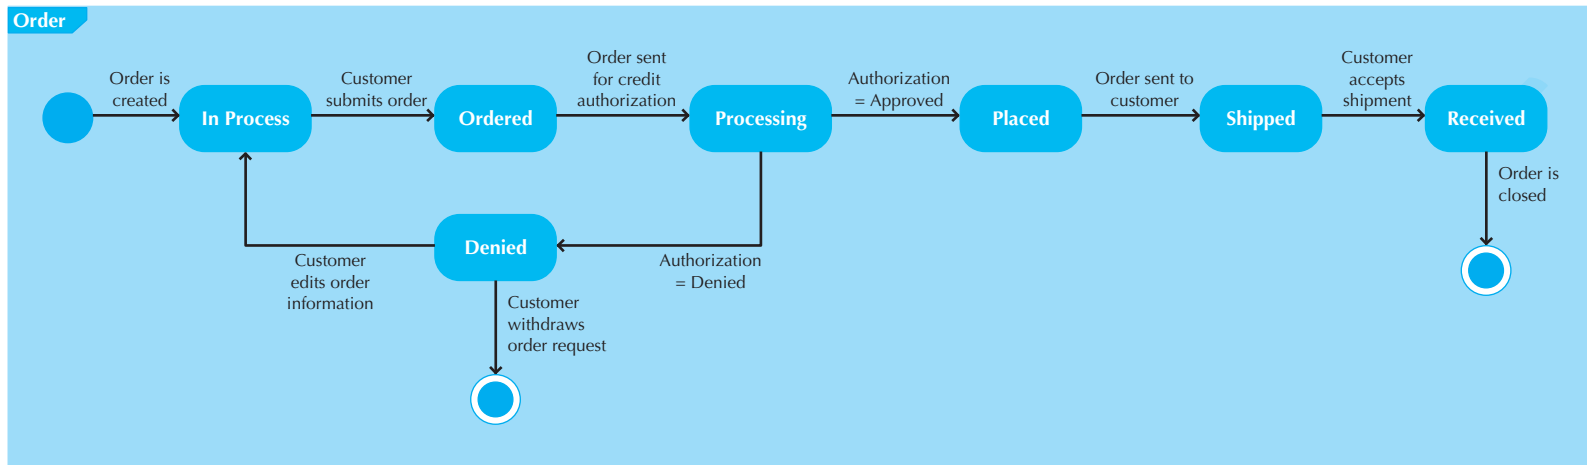 Order
Order is
created
In Process
Customer
submits order
Ordered
Order sent
for credit
authorization
Processing
Authorization
= Approved
Placed
Order sent to
customer
Shipped
Customer
accepts
shipment
Received
Order is
closed
Authorization
= Denied
Denied
Customer
edits order
information
Customer
withdraws
order request